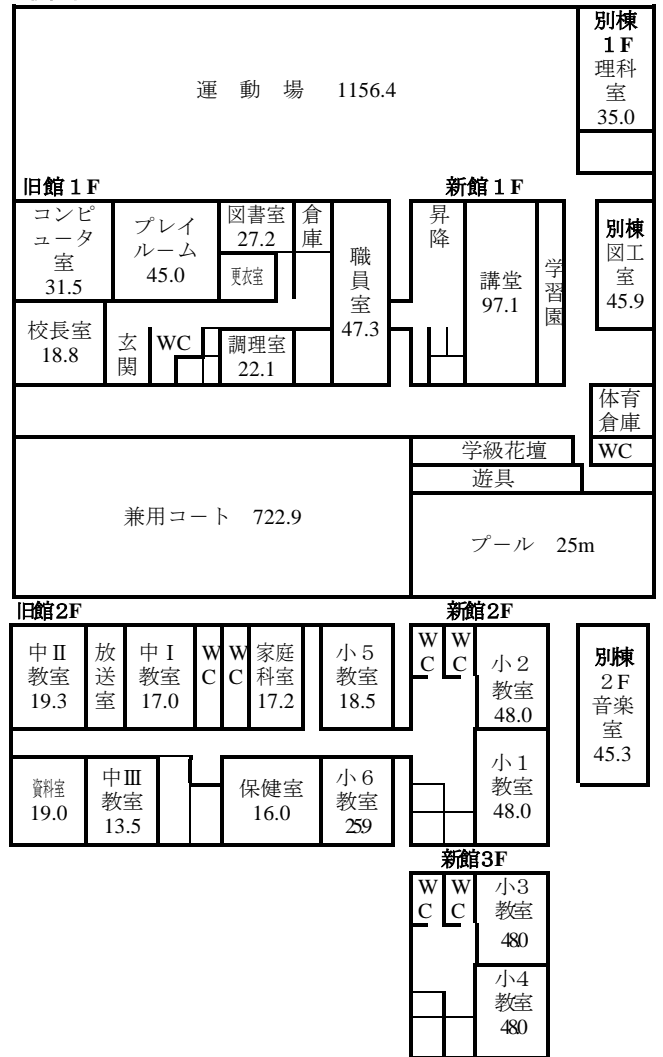 別棟
１F
理科
室
35.0
運　動　場　1156.4
旧館１F
新館１F
コンピ
ュータ
室
31.5
プレイ
ルーム
45.0
図書室
27.2
倉
庫
更衣室
職
員
室
47.3
昇
降
講堂
97.1
学
習
園
別棟
図工
室
45.9
校長室
18.8
玄
関
WC
調理室
22.1
体育
倉庫
WC
学級花壇
遊具
兼用コート　722.9
プール　25m
旧館2F
新館2F
中Ⅱ
教室
19.3
放
送
室
中Ⅰ
教室
17.0
W
C
W
C
家庭
科室
17.2
小５
教室
18.5
W
C
W
C
小２
教室
48.0
別棟
２F
音楽
室
45.3
資料室
19.0
中Ⅲ
教室
13.5
保健室
16.0
小６
教室
25.9
小１
教室
48.0
新館3F
W
C
W
C
小3
教室
48.0
小4
教室
48.0